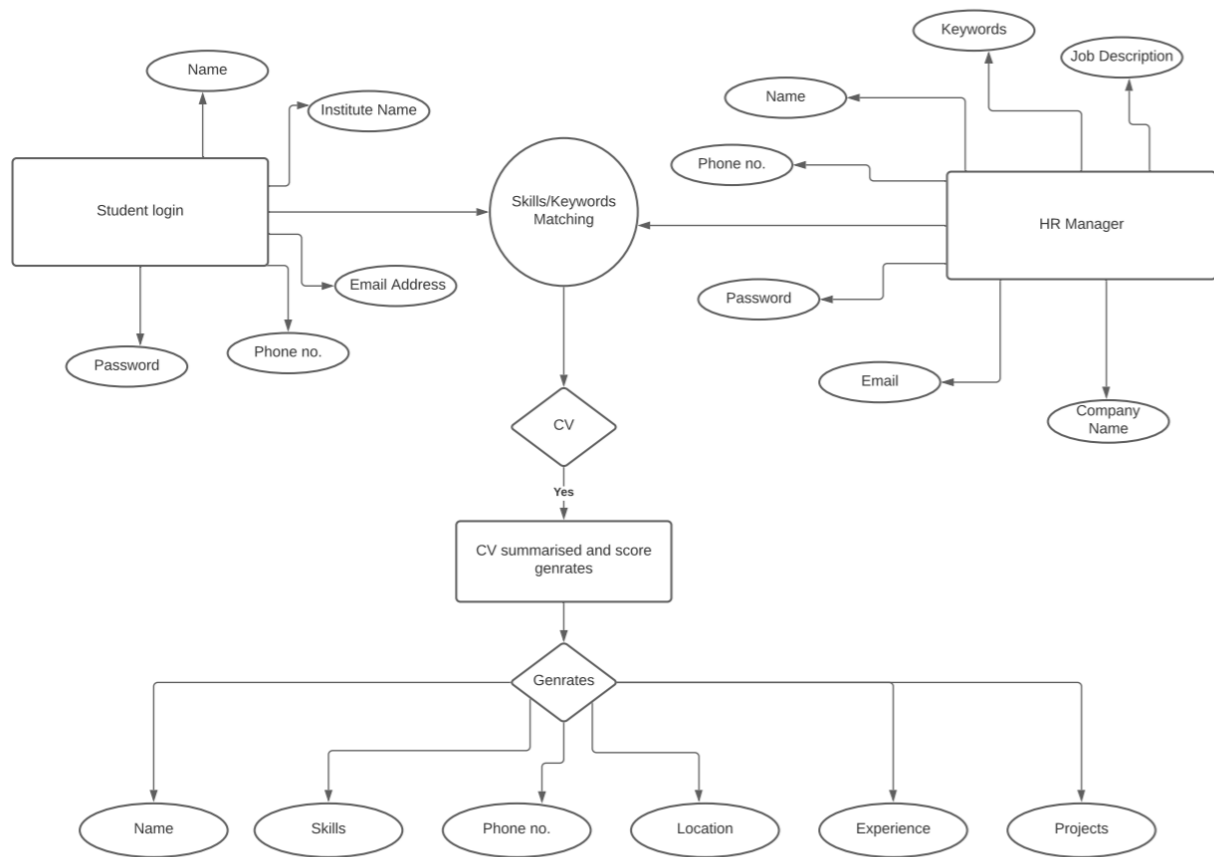 Keywords
Job Description
Name
Institute Name
Name
Phone no.
Student login
Skills/Keywords
Matching
HR Manager
Email Address
Password
Phone no.
Password
Email
Company
Name
CV
Yes
CV summarised and score
genrates
Genrates
Name
Skills
Phone no.
Location
Experience
Projects